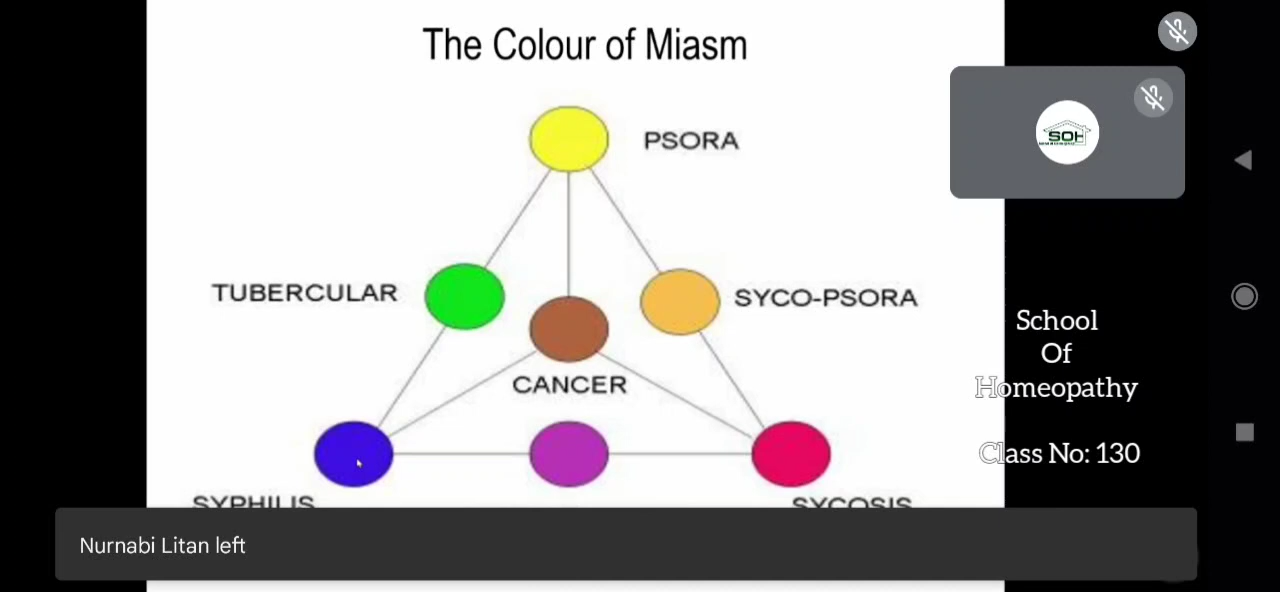 The Colour of Miasm
PSORA
SOH
TUBERCULAR
SYCO-PSORA
CANCER
SYPHILIS
SYCOSIS
School
Of
Homeopathy
Class No: 130
Nurnabi Litan left